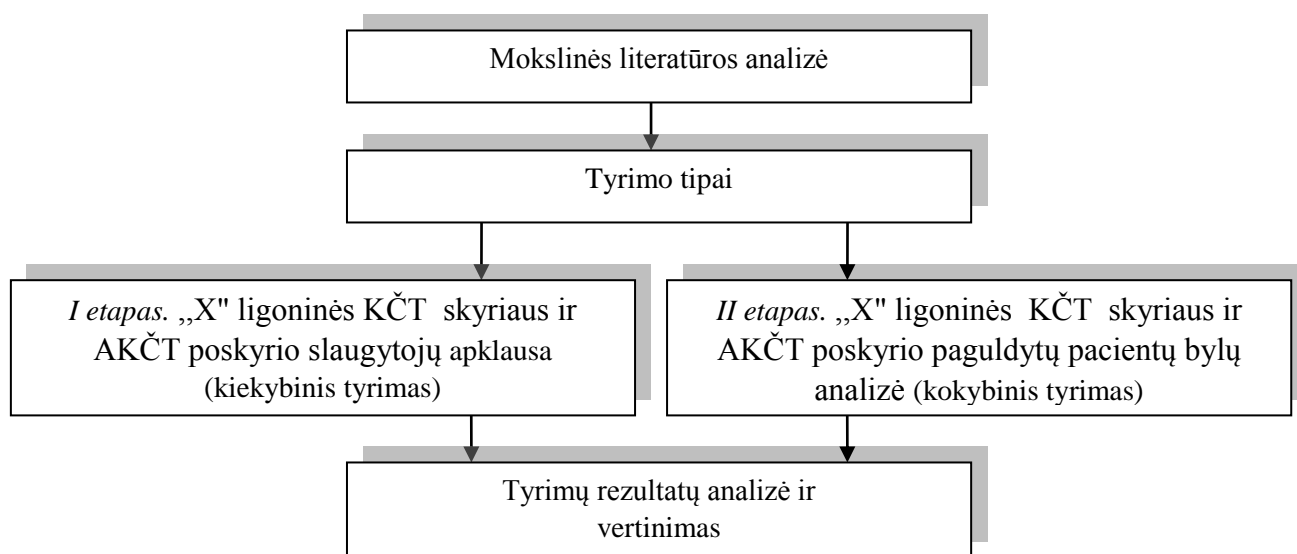 Mokslinės literatūros analizė
Tyrimo tipai
I etapas. ,,X" ligoninės KČT skyriaus ir
AKČT poskyrio slaugytojų apklausa
(kiekybinis tyrimas)
II etapas. ,,X" ligoninės KČT skyriaus ir
AKČT poskyrio paguldytų pacientų bylų
analizė (kokybinis tyrimas)
Tyrimų rezultatų analizė ir
vertinimas